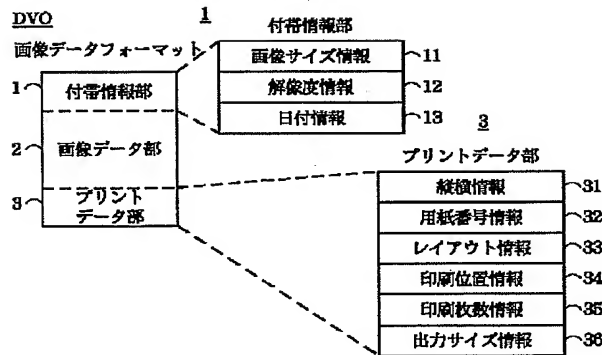 DVO
画像データフォーマット
1 付帯情報部
2 画像データ部
3 プリント
データ部
1
付帯情報部
画像サイズ情報 11
解像度情報 12
日付情報 13
3
プリントデータ部
縦横情報 31
用紙番号情報 32
レイアウト情報 33
印刷位置情報 34
印刷枚数情報 35
出力サイズ情報 36